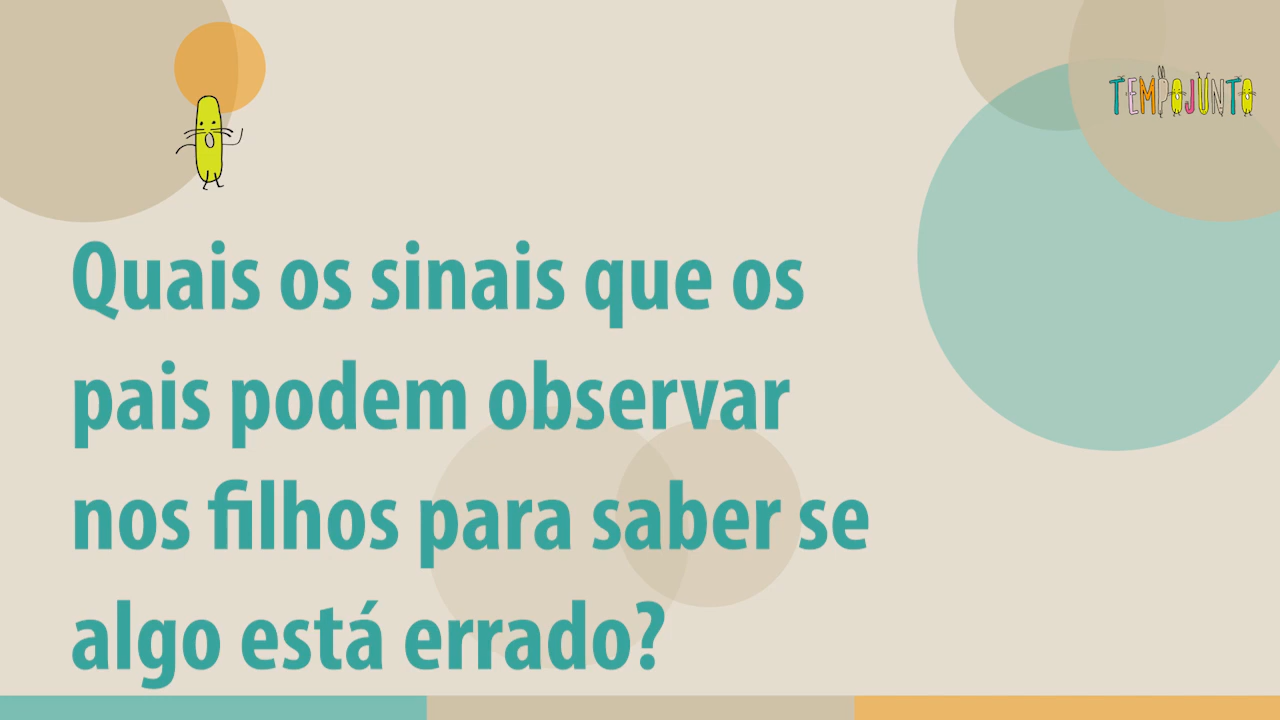 TEMPOJUNTO
Quais os sinais que os
pais podem observar
nos filhos para saber se
algo está errado?